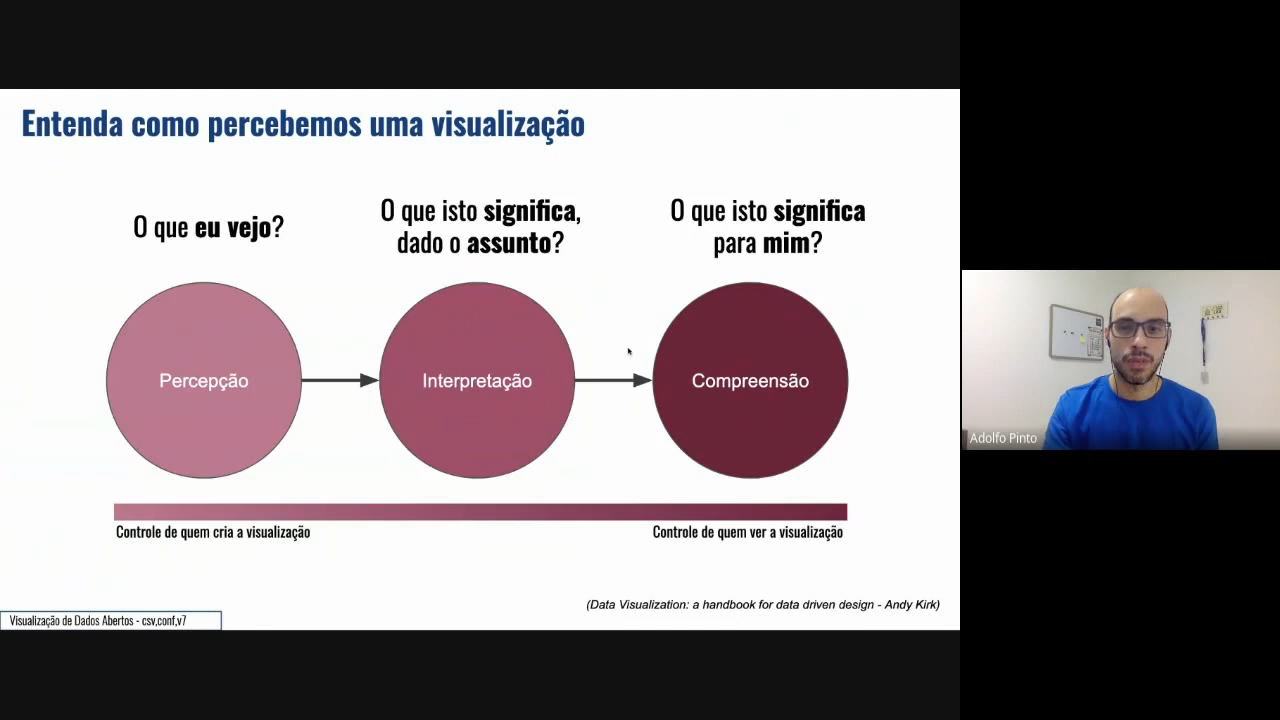 Entenda como percebemos uma visualização
O que eu vejo?
O que isto significa,
dado o assunto?
O que isto significa
para mim?
Percepção
Interpretação
Compreensão
Controle de quem cria a visualização
Controle de quem ver a visualização
(Data Visualization: a handbook for data driven design - Andy Kirk)
Visualização de Dados Abertos - csv,conf,v7
Adolfo Pinto